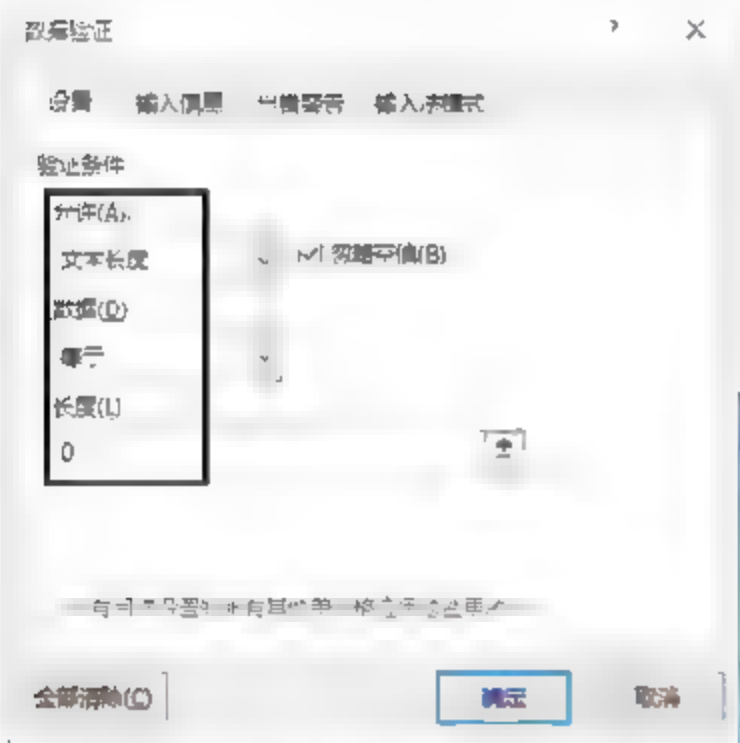 数据验证
设置 输入信息 出错警告 输入法模式
验证条件
允许(A):
文本长度
忽略空值(B)
数据(D)
等于
长度(L)
0
全部清除(C) 确定 取消